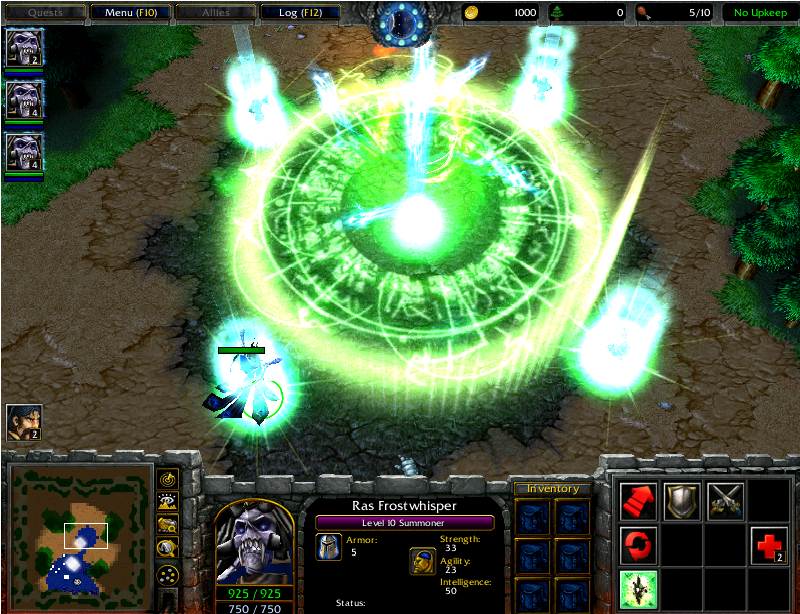 Quests Menu (F10) Allies Log (F12) 1000 0 5/10 No Upkeep
2
4
4
2
Ras Frostwhisper
Level 10 Summoner
Armor:
5
Strength:
33
Agility:
23
Intelligence:
50
Status:
925 / 925
750 / 750
Inventory
2